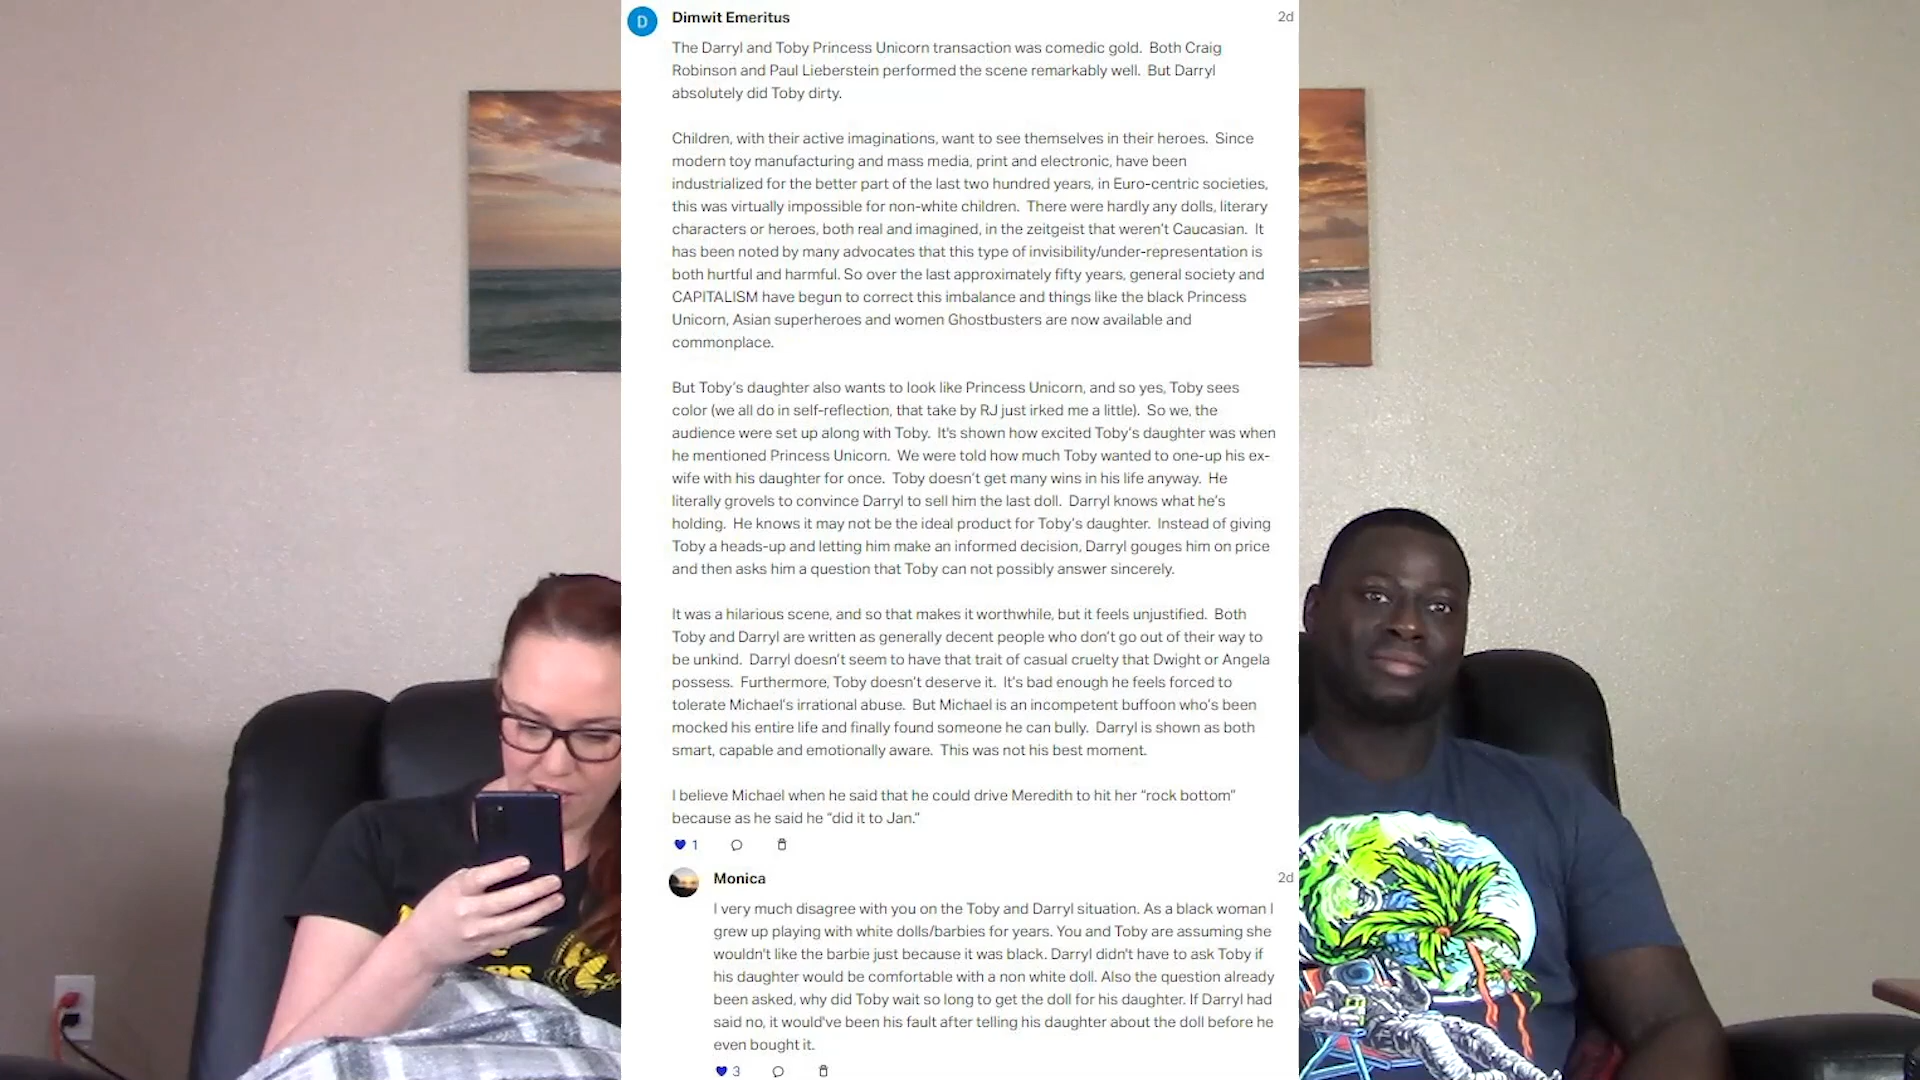 D
Dimwit Emeritus
2d
The Darryl and Toby Princess Unicorn transaction was comedic gold.  Both Craig
Robinson and Paul Lieberstein performed the scene remarkably well.  But Darryl
absolutely did Toby dirty.
Children, with their active imaginations, want to see themselves in their heroes.  Since
modern toy manufacturing and mass media, print and electronic, have been
industrialized for the better part of the last two hundred years, in Euro-centric societies,
this was virtually impossible for non-white children.  There were hardly any dolls, literary
characters or heroes, both real and imagined, in the zeitgeist that weren't Caucasian.  It
has been noted by many advocates that this type of invisibility/under-representation is
both hurtful and harmful. So over the last approximately fifty years, general society and
CAPITALISM have begun to correct this imbalance and things like the black Princess
Unicorn, Asian superheroes and women Ghostbusters are now available and
commonplace.
But Toby's daughter also wants to look like Princess Unicorn, and so yes, Toby sees
color (we all do in self-reflection, that take by RJ just irked me a little).  So we, the
audience were set up along with Toby.  It's shown how excited Toby's daughter was when
he mentioned Princess Unicorn.  We were told how much Toby wanted to one-up his ex-
wife with his daughter for once.  Toby doesn't get many wins in his life anyway.  He
literally grovels to convince Darryl to sell him the last doll.  Darryl knows what he's
holding.  He knows it may not be the ideal product for Toby's daughter.  Instead of giving
Toby a heads-up and letting him make an informed decision, Darryl gouges him on price
and then asks him a question that Toby can not possibly answer sincerely.
It was a hilarious scene, and so that makes it worthwhile, but it feels unjustified.  Both
Toby and Darryl are written as generally decent people who don't go out of their way to
be unkind.  Darryl doesn't seem to have that trait of casual cruelty that Dwight or Angela
possess.  Furthermore, Toby doesn't deserve it.  It's bad enough he feels forced to
tolerate Michael's irrational abuse.  But Michael is an incompetent buffoon who's been
mocked his entire life and finally found someone he can bully.  Darryl is shown as both
smart, capable and emotionally aware.  This was not his best moment.
I believe Michael when he said that he could drive Meredith to hit her "rock bottom"
because as he said he "did it to Jan."
1
Monica
2d
I very much disagree with you on the Toby and Darryl situation. As a black woman I
grew up playing with white dolls/barbies for years. You and Toby are assuming she
wouldn't like the barbie just because it was black. Darryl didn't have to ask Toby if
his daughter would be comfortable with a non white doll. Also the question already
been asked, why did Toby wait so long to get the doll for his daughter. If Darryl had
said no, it would've been his fault after telling his daughter about the doll before he
even bought it.
3